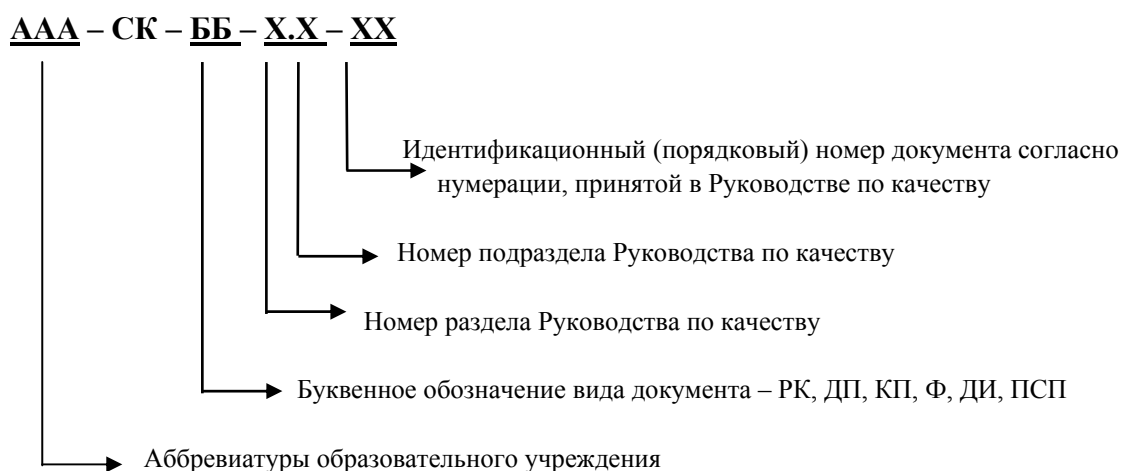 ААА – СК – ББ – Х.Х – ХХ
Идентификационный (порядковый) номер документа согласно
нумерации, принятой в Руководстве по качеству
Номер подраздела Руководства по качеству
Номер раздела Руководства по качеству
Буквенное обозначение вида документа – РК, ДП, КП, Ф, ДИ, ПСП
Аббревиатуры образовательного учреждения